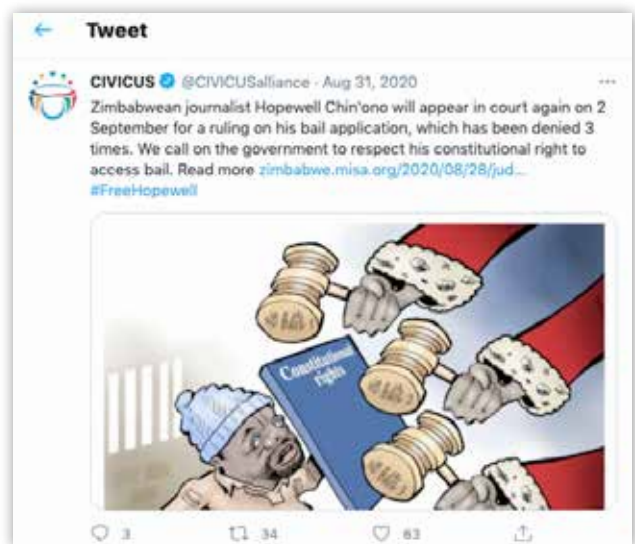 Tweet
CIVICUS @CIVICUSalliance · Aug 31, 2020
Zimbabwean journalist Hopewell Chin'ono will appear in court again on 2
September for a ruling on his bail application, which has been denied 3
times. We call on the government to respect his constitutional right to
access bail. Read more zimbabwe.misa.org/2020/08/28/jud...
#FreeHopewell
Constitutional
rights
3 34 63